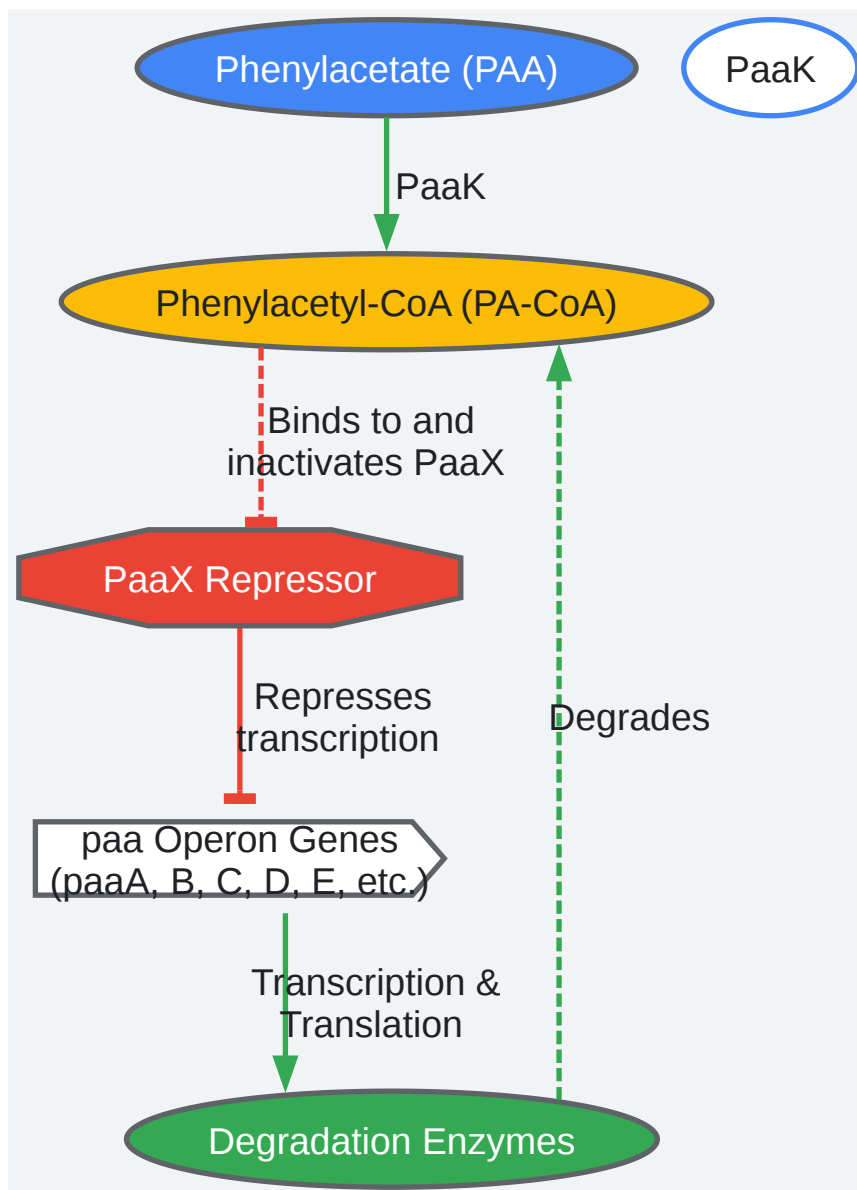 Phenylacetate (PAA)
PaaK
PaaK
Phenylacetyl-CoA (PA-CoA)
Binds to and
inactivates PaaX
PaaX Repressor
Represses
transcription
Degrades
paa Operon Genes
(paaA, B, C, D, E, etc.)
Transcription &
Translation
Degradation Enzymes